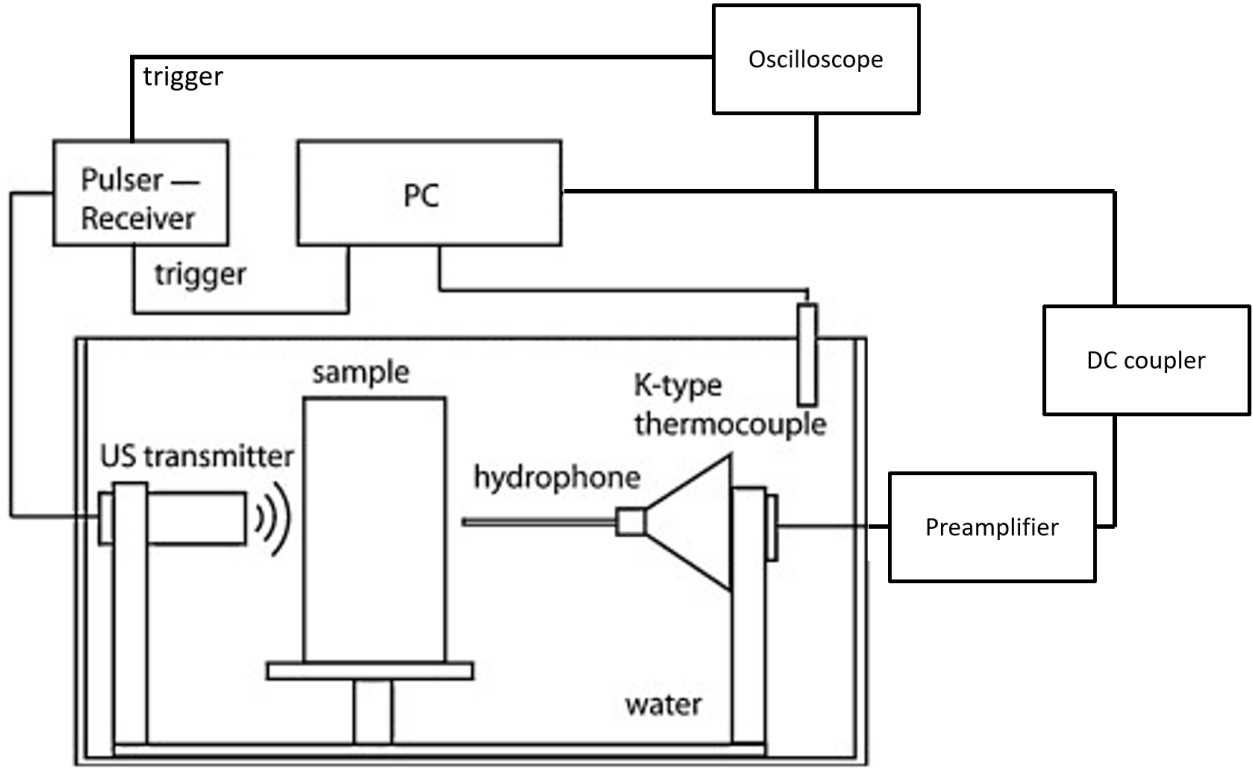 Oscilloscope
trigger
Pulser —
Receiver
PC
trigger
DC coupler
sample
K-type
thermocouple
US transmitter
hydrophone
Preamplifier
water